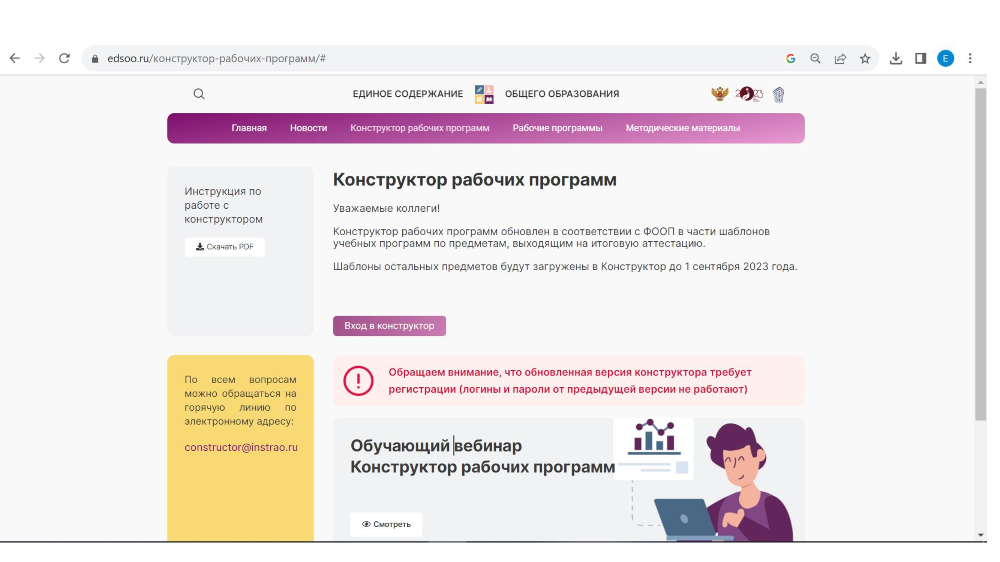 edsoo.ru/конструктор-рабочих-программ/#
E
ЕДИНОЕ СОДЕРЖАНИЕ ОБЩЕГО ОБРАЗОВАНИЯ
2023
Главная Новости Конструктор рабочих программ Рабочие программы Методические материалы
Инструкция по
работе с
конструктором
Скачать PDF
Конструктор рабочих программ
Уважаемые коллеги!
Конструктор рабочих программ обновлен в соответствии с ФООП в части шаблонов
учебных программ по предметам, выходящим на итоговую аттестацию.
Шаблоны остальных предметов будут загружены в Конструктор до 1 сентября 2023 года.
Вход в конструктор
По всем вопросам
можно обращаться на
горячую линию по
электронному адресу:
constructor@instrao.ru
Обращаем внимание, что обновленная версия конструктора требует
регистрации (логины и пароли от предыдущей версии не работают)
Обучающий вебинар
Конструктор рабочих программ
Смотреть